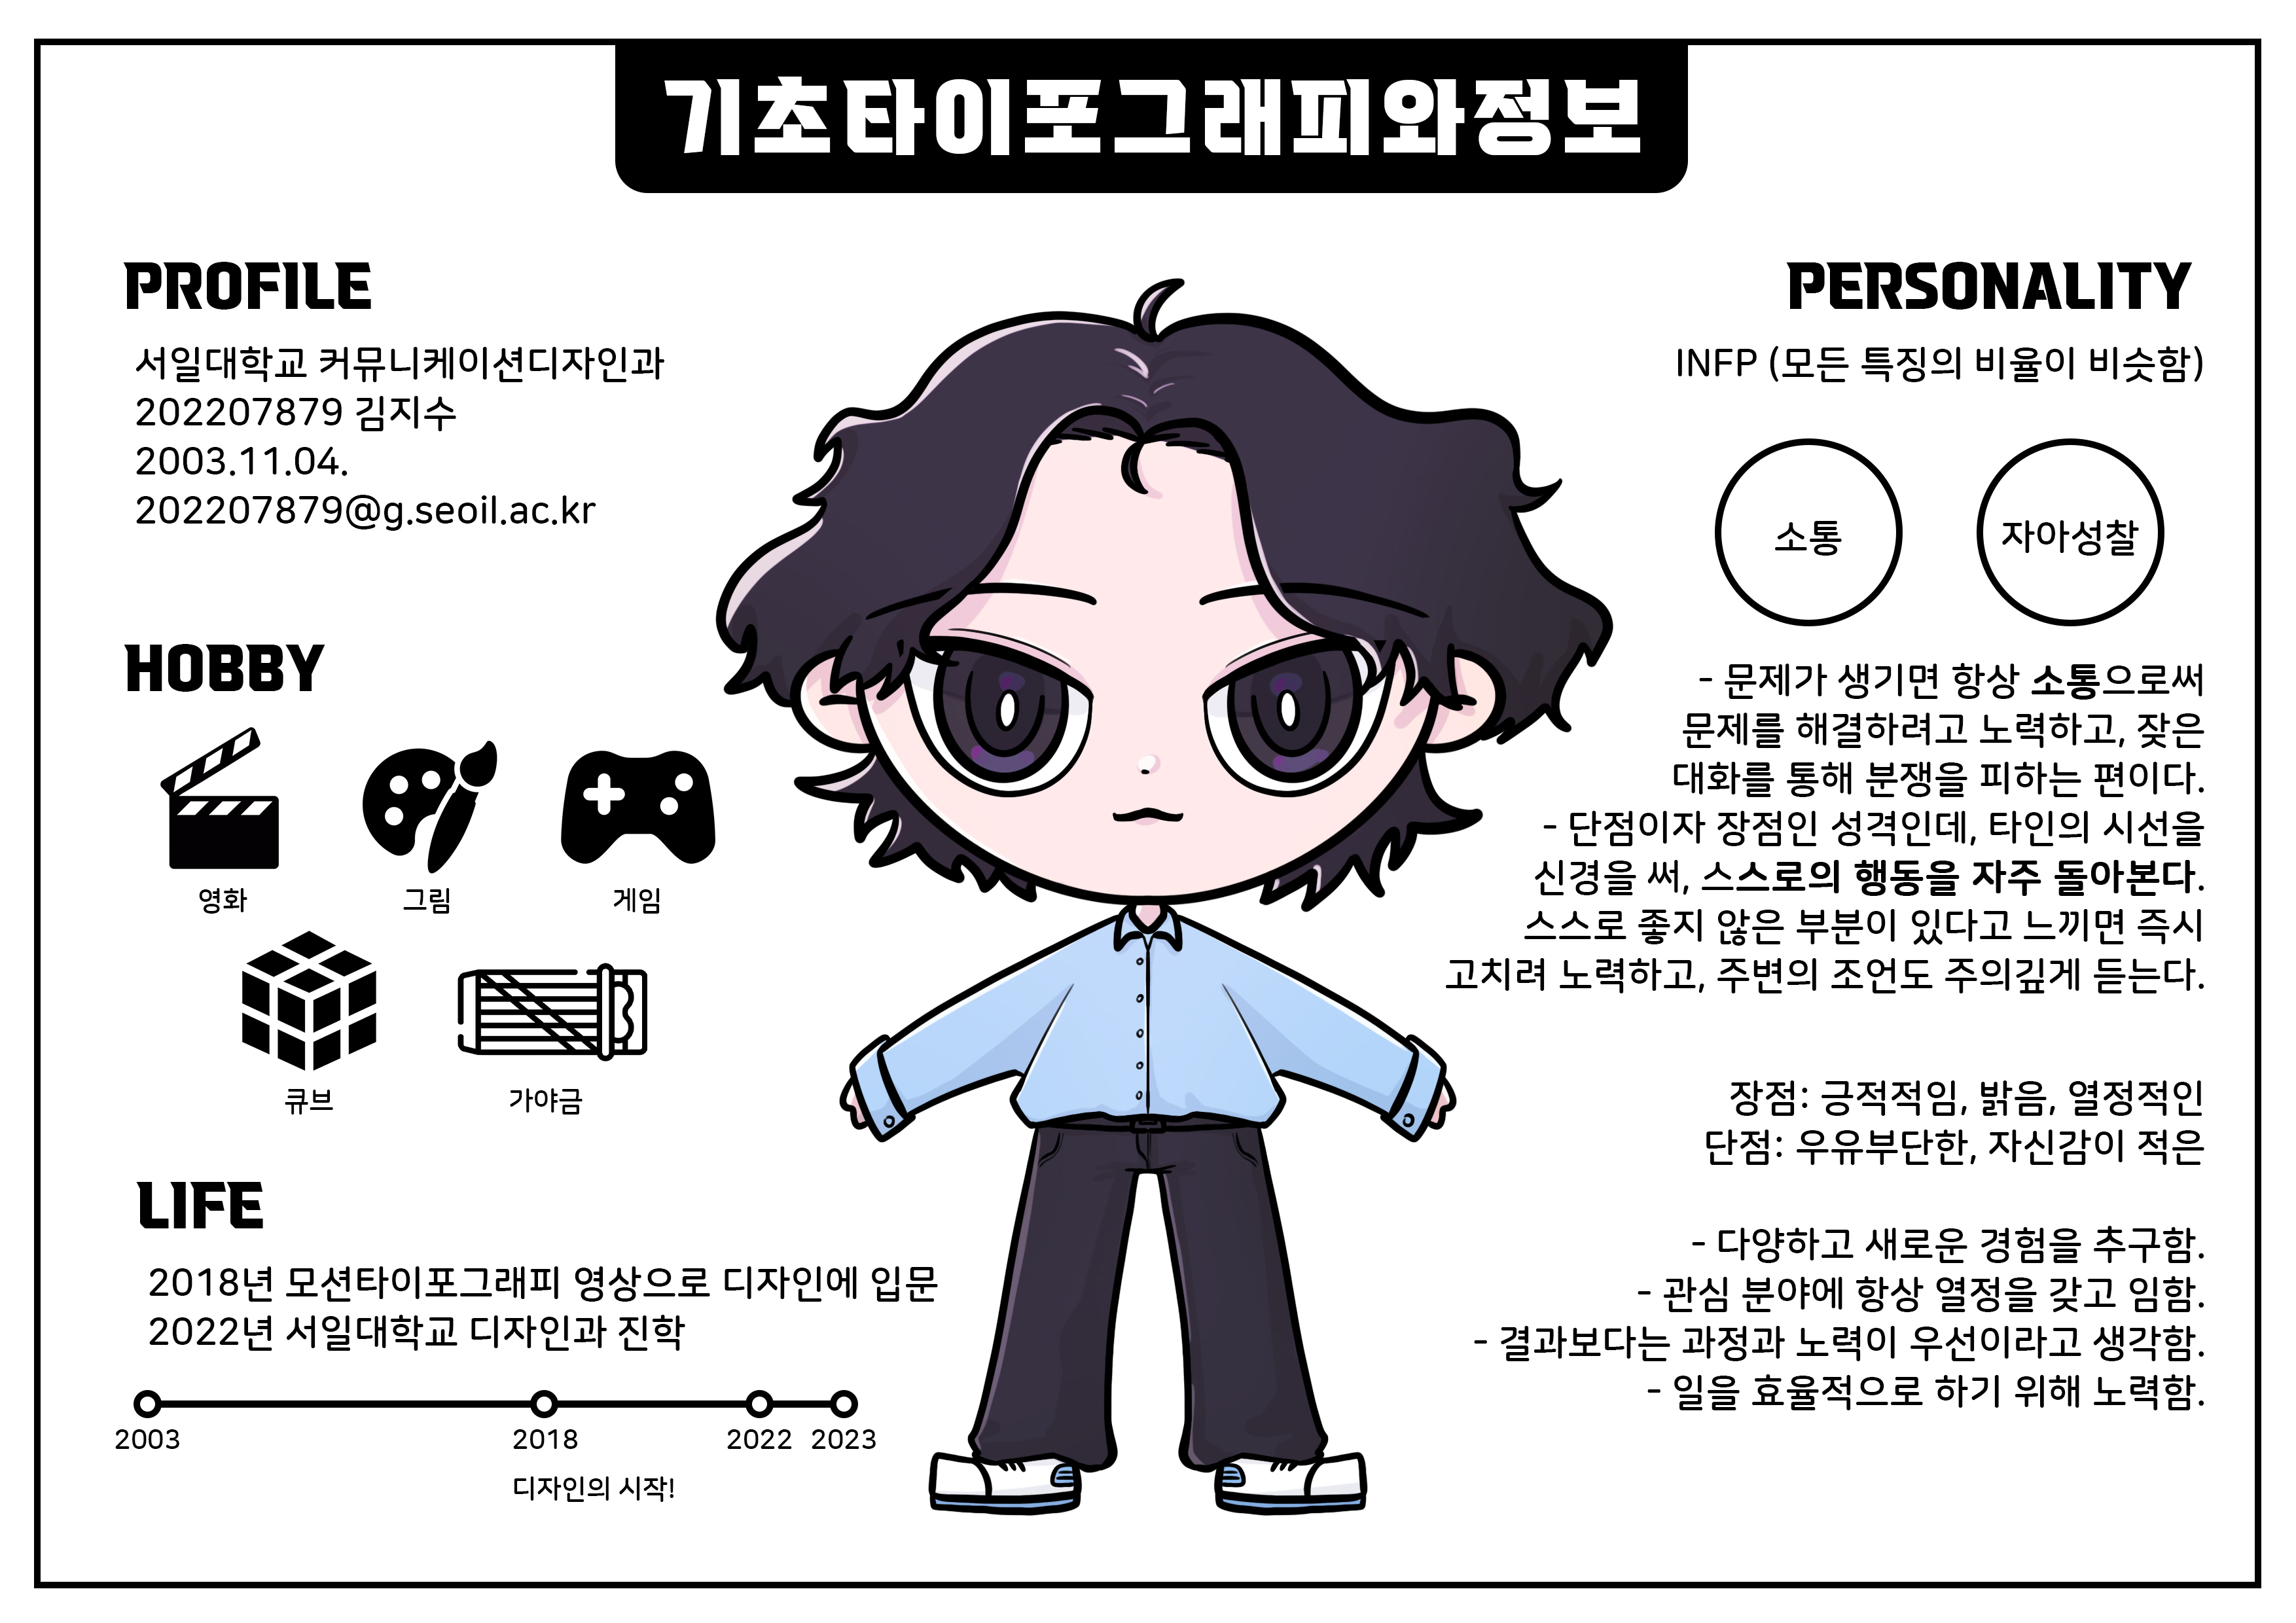 기초타이포그래피와정보
PROFILE
서일대학교 커뮤니케이션디자인과
202207879 김지수
2003.11.04.
202207879@g.seoil.ac.kr
HOBBY
영화
그림
게임
큐브
가야금
LIFE
2018년 모션타이포그래피 영상으로 디자인에 입문
2022년 서일대학교 디자인과 진학
2003
2018
2022
2023
디자인의 시작!
PERSONALITY
INFP (모든 특징의 비율이 비슷함)
소통
자아성찰
- 문제가 생기면 항상 소통으로써
문제를 해결하려고 노력하고, 잦은
대화를 통해 분쟁을 피하는 편이다.
- 단점이자 장점인 성격인데, 타인의 시선을
신경을 써, 스스로의 행동을 자주 돌아본다.
스스로 좋지 않은 부분이 있다고 느끼면 즉시
고치려 노력하고, 주변의 조언도 주의깊게 듣는다.
장점: 긍적적임, 밝음, 열정적인
단점: 우유부단한, 자신감이 적은
- 다양하고 새로운 경험을 추구함.
- 관심 분야에 항상 열정을 갖고 임함.
- 결과보다는 과정과 노력이 우선이라고 생각함.
- 일을 효율적으로 하기 위해 노력함.